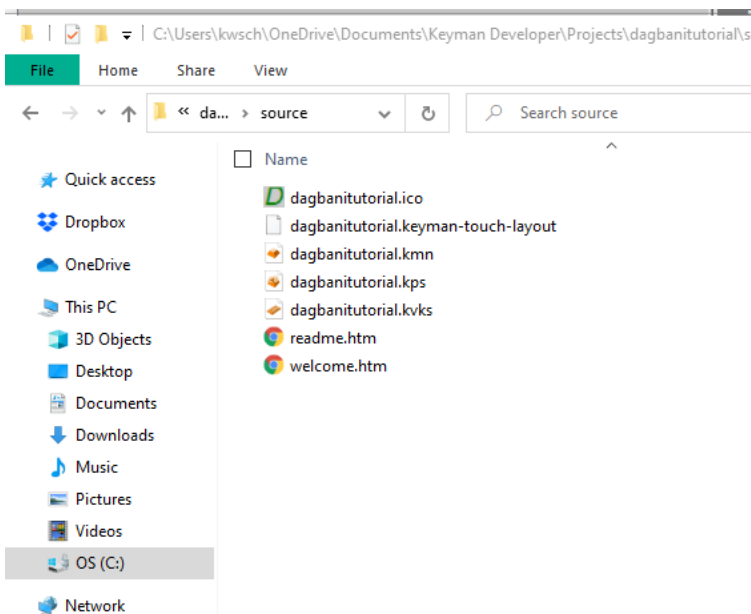 C:\Users\kwsch\OneDrive\Documents\Keyman Developer\Projects\dagbanitutorial\s
File Home Share View
« da... > source Search source
Name
Quick access
Dropbox
OneDrive
This PC
3D Objects
Desktop
Documents
Downloads
Music
Pictures
Videos
OS (C:)
Network
dagbanitutorial.ico
dagbanitutorial.keyman-touch-layout
dagbanitutorial.kmn
dagbanitutorial.kps
dagbanitutorial.kvks
readme.htm
welcome.htm